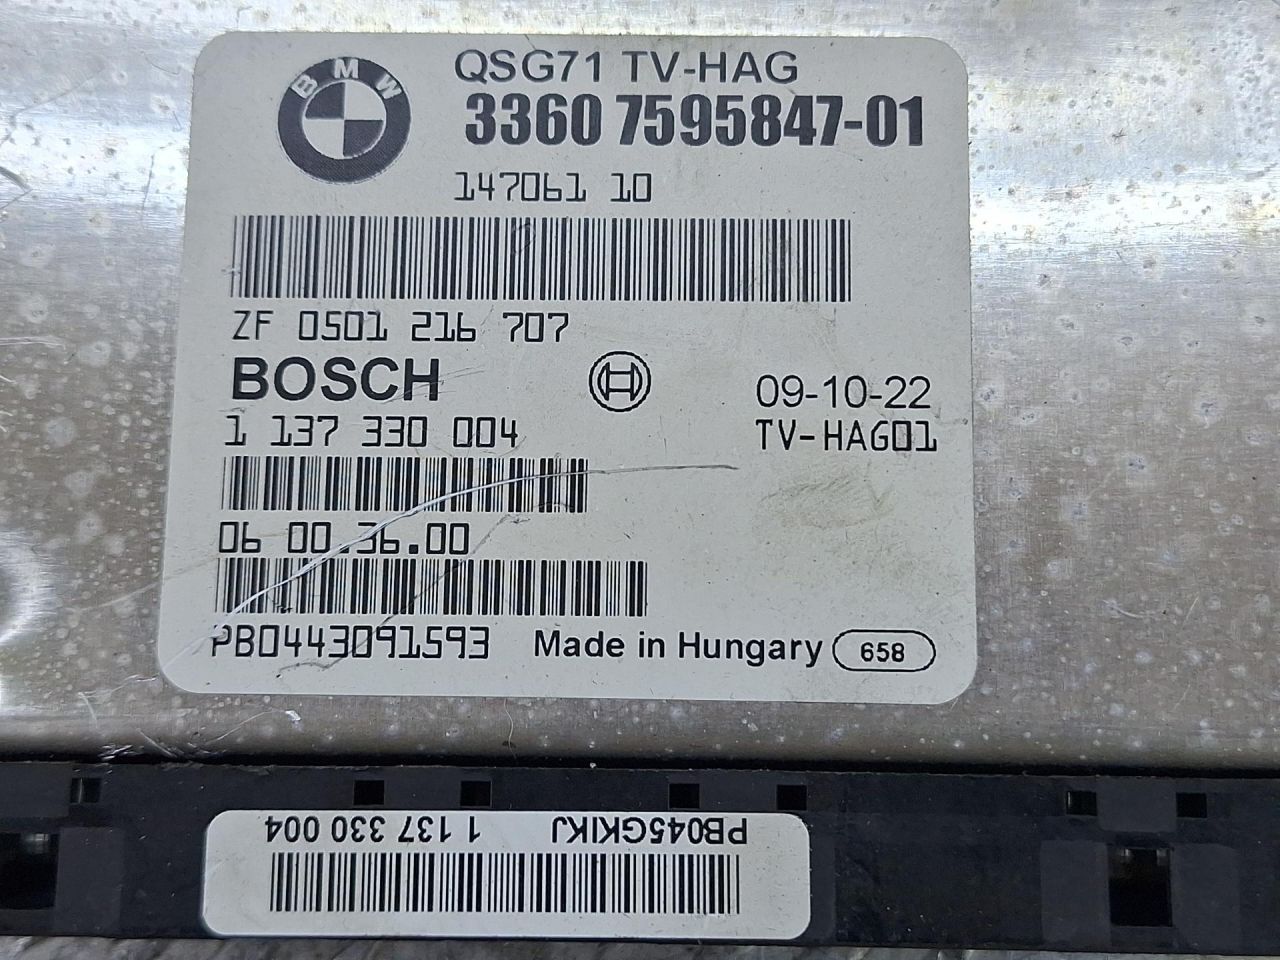 BMW
QSG71 TV-HAG
3360 7595847-01
147061 10
ZF 0501 216 707
BOSCH
09-10-22
1 137 330 004
TV-HAG01
06 00.36.00
PB0443091593
Made in Hungary 658
PB045GKIKJ 1 137 330 004